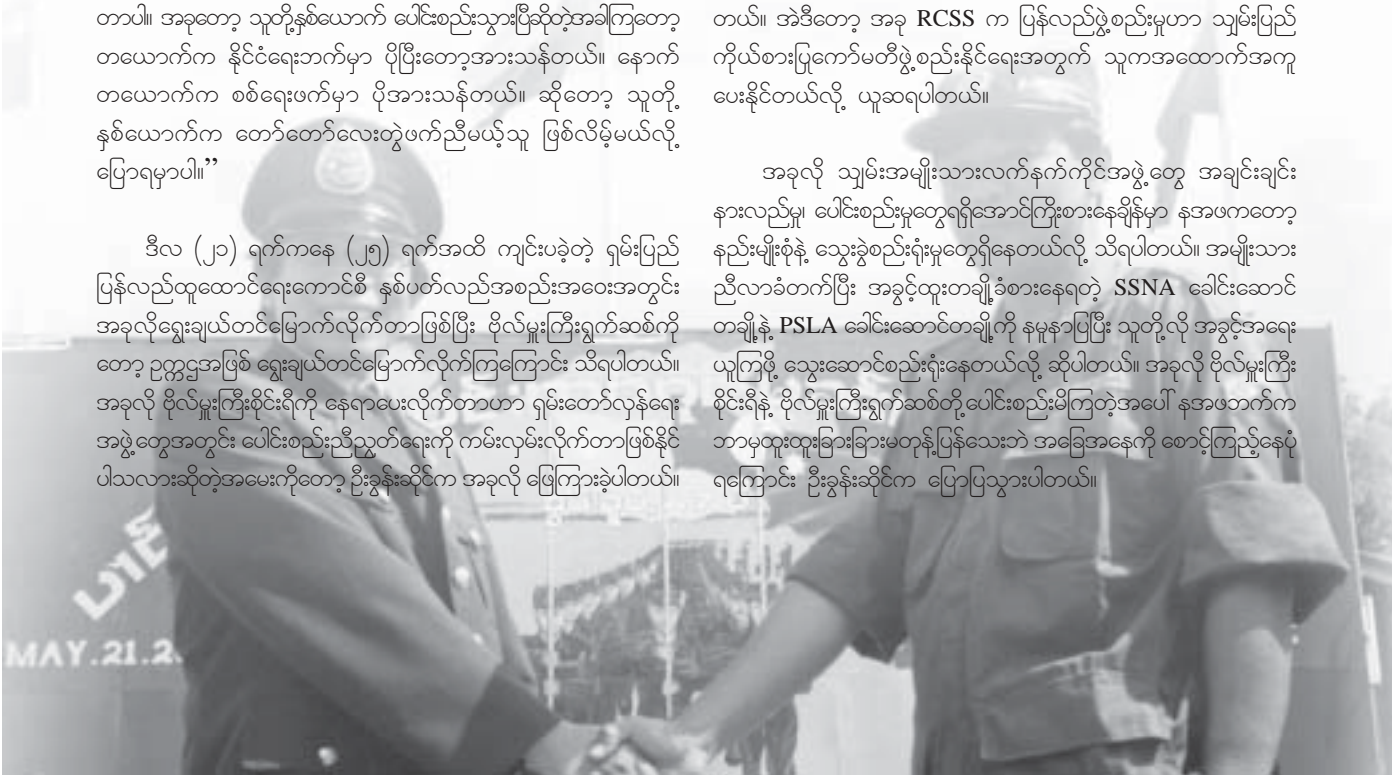 တာပါ။ အခုတော့ သူတို့နှစ်ယောက် ပေါင်းစည်းသွားပြီဆိုတဲ့အခါကြတော့
တယောက်က နိုင်ငံရေးဘက်မှာ ပိုပြီးတော့အားသန်တယ်။ နောက်
တယောက်က စစ်ရေးဖက်မှာ ပိုအားသန်တယ်။ ဆိုတော့ သူတို့
နှစ်ယောက်က တော်တော်လေးတွဲဖက်ညီမယ့်သူ ဖြစ်လိမ့်မယ်လို့
ပြောရမှာပါ။”
ဒီလ (၂၁) ရက်ကနေ (၂၅) ရက်အထိ ကျင်းပခဲ့တဲ့ ရှမ်းပြည်
ပြန်လည်ထူထောင်ရေးကောင်စီ နှစ်ပတ်လည်အစည်းအဝေးအတွင်း
အခုလိုရွေးချယ်တင်မြောက်လိုက်တာဖြစ်ပြီး ဗိုလ်မှူးကြီးရွက်ဆစ်ကို
တော့ ဥက္ကဌအဖြစ် ရွေးချယ်တင်မြောက်လိုက်ကြကြောင်း သိရပါတယ်။
အခုလို ဗိုလ်မှူးကြီးစိုင်းရီကို နေရာပေးလိုက်တာဟာ ရှမ်းတော်လှန်ရေး
အဖွဲ့တွေအတွင်း ပေါင်းစည်းညီညွတ်ရေးကို ကမ်းလှမ်းလိုက်တာဖြစ်နိုင်
ပါသလားဆိုတဲ့အမေးကိုတော့ ဦးခွန်းဆိုင်က အခုလို ဖြေကြားခဲ့ပါတယ်။
တယ်။ အဲဒီတော့ အခု RCSS က ပြန်လည်ဖွဲ့စည်းမှုဟာ သျှမ်းပြည်
ကိုယ်စားပြုကော်မတီဖွဲ့စည်းနိုင်ရေးအတွက် သူကအထောက်အကူ
ပေးနိုင်တယ်လို့ ယူဆရပါတယ်။
အခုလို သျှမ်းအမျိုးသားလက်နက်ကိုင်အဖွဲ့တွေ အချင်းချင်း
နားလည်မှု၊ ပေါင်းစည်းမှုတွေရရှိအောင်ကြိုးစားနေချိန်မှာ နအဖကတော့
နည်းမျိုးစုံနဲ့ သွေးခွဲစည်းရုံးမှုတွေရှိနေတယ်လို့ သိရပါတယ်။ အမျိုးသား
ညီလာခံတက်ပြီး အခွင့်ထူးတချို့ခံစားနေရတဲ့ SSNA ခေါင်းဆောင်
တချို့နဲ့ PSLA ခေါင်းဆောင်တချို့ကို နမူနာပြပြီး သူတို့လို အခွင့်အရေး
ယူကြဖို့ သွေးဆောင်စည်းရုံးနေတယ်လို့ ဆိုပါတယ်။ အခုလို ဗိုလ်မှူးကြီး
စိုင်းရီနဲ့ ဗိုလ်မှူးကြီးရွက်ဆစ်တို့ပေါင်းစည်းမိကြတဲ့အပေါ် နအဖဘက်က
ဘာမှထူးထူးခြားခြားမတုန့်ပြန်သေးဘဲ အခြေအနေကို စောင့်ကြည့်နေပုံ
ရကြောင်း ဦးခွန်းဆိုင်က ပြောပြသွားပါတယ်။
MAY.21.2